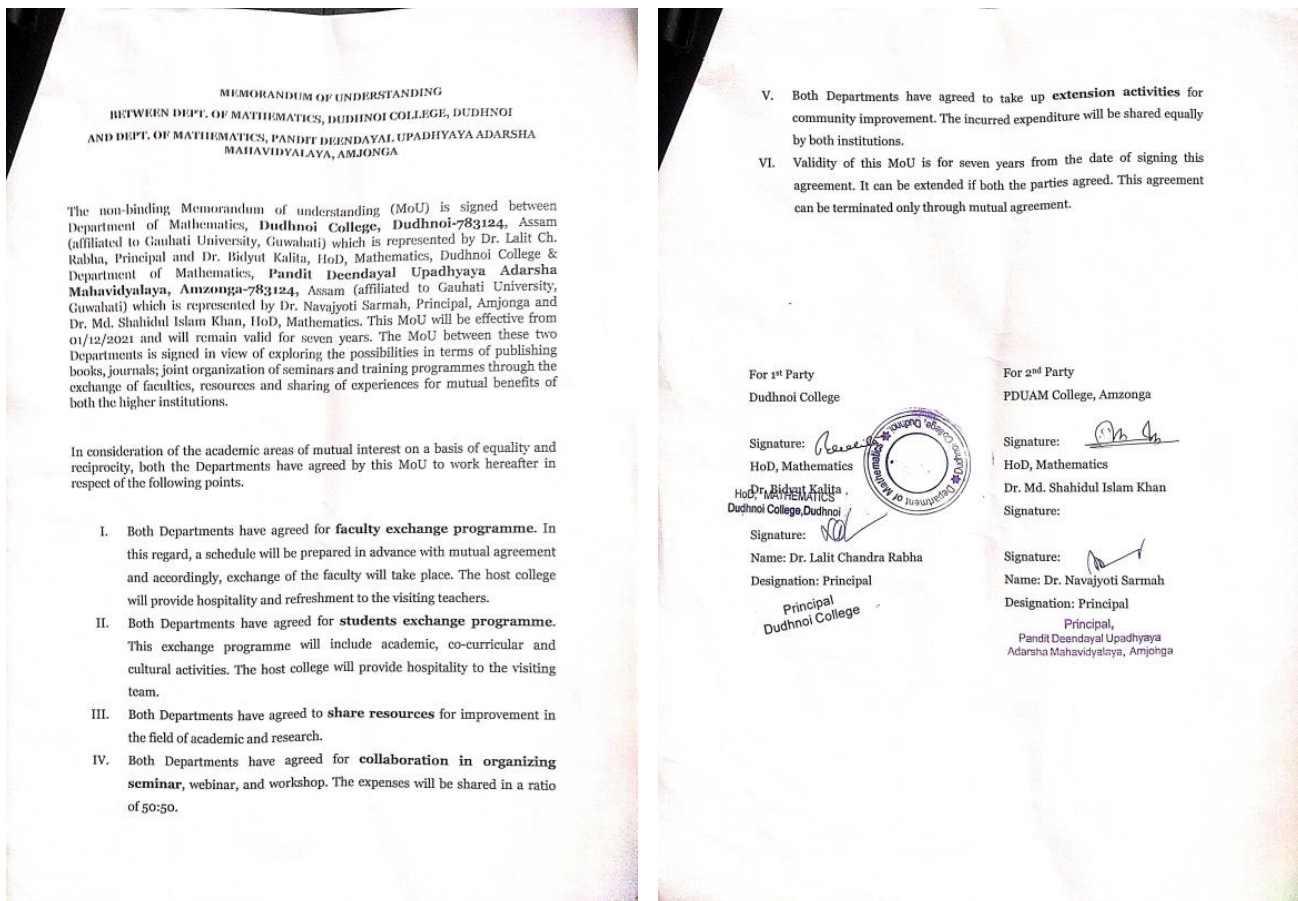 MEMORANDUM OF UNDERSTANDING
BETWEEN DEPT. OF MATHEMATICS, DUDHNOI COLLEGE, DUDHNOI
AND DEPT. OF MATHEMATICS, PANDIT DEENDAYAL UPADHYAYA ADARSHA
MAHAVIDYALAYA, AMJONGA
The non-binding Memorandum of understanding (MoU) is signed between
Department of Mathematics, Dudhnoi College, Dudhnoi-783124, Assam
(affiliated to Gauhati University, Guwahati) which is represented by Dr. Lalit Ch.
Rabha, Principal and Dr. Bidyut Kalita, HoD, Mathematics, Dudhnoi College &
Department of Mathematics, Pandit Deendayal Upadhyaya Adarsha
Mahavidyalaya, Amzonga-783124, Assam (affiliated to Gauhati University,
Guwahati) which is represented by Dr. Navajyoti Sarmah, Principal, Amjonga and
Dr. Md. Shahidul Islam Khan, HoD, Mathematics. This MoU will be effective from
01/12/2021 and will remain valid for seven years. The MoU between these two
Departments is signed in view of exploring the possibilities in terms of publishing
books, journals; joint organization of seminars and training programmes through the
exchange of faculties, resources and sharing of experiences for mutual benefits of
both the higher institutions.
In consideration of the academic areas of mutual interest on a basis of equality and
reciprocity, both the Departments have agreed by this MoU to work hereafter in
respect of the following points.
I. Both Departments have agreed for faculty exchange programme. In
this regard, a schedule will be prepared in advance with mutual agreement
and accordingly, exchange of the faculty will take place. The host college
will provide hospitality and refreshment to the visiting teachers.
II. Both Departments have agreed for students exchange programme.
This exchange programme will include academic, co-curricular and
cultural activities. The host college will provide hospitality to the visiting
team.
III. Both Departments have agreed to share resources for improvement in
the field of academic and research.
IV. Both Departments have agreed for collaboration in organizing
seminar, webinar, and workshop. The expenses will be shared in a ratio
of 50:50.
V. Both Departments have agreed to take up extension activities for
community improvement. The incurred expenditure will be shared equally
by both institutions.
VI. Validity of this MoU is for seven years from the date of signing this
agreement. It can be extended if both the parties agreed. This agreement
can be terminated only through mutual agreement.
For 1st Party
Dudhnoi College
Signature:
HoD, Mathematics
Dr. Bidyut Kalita
HoD, MATHEMATICS
Dudhnoi College,Dudhnoi
Signature:
Name: Dr. Lalit Chandra Rabha
Designation: Principal
Principal
Dudhnoi College
Department of Mathematics
Dudhnoi College, Dudhnoi
For 2nd Party
PDUAM College, Amzonga
Signature:
HoD, Mathematics
Dr. Md. Shahidul Islam Khan
Signature:
Signature:
Name: Dr. Navajyoti Sarmah
Designation: Principal
Principal,
Pandit Deendayal Upadhyaya
Adarsha Mahavidyalaya, Amjonga